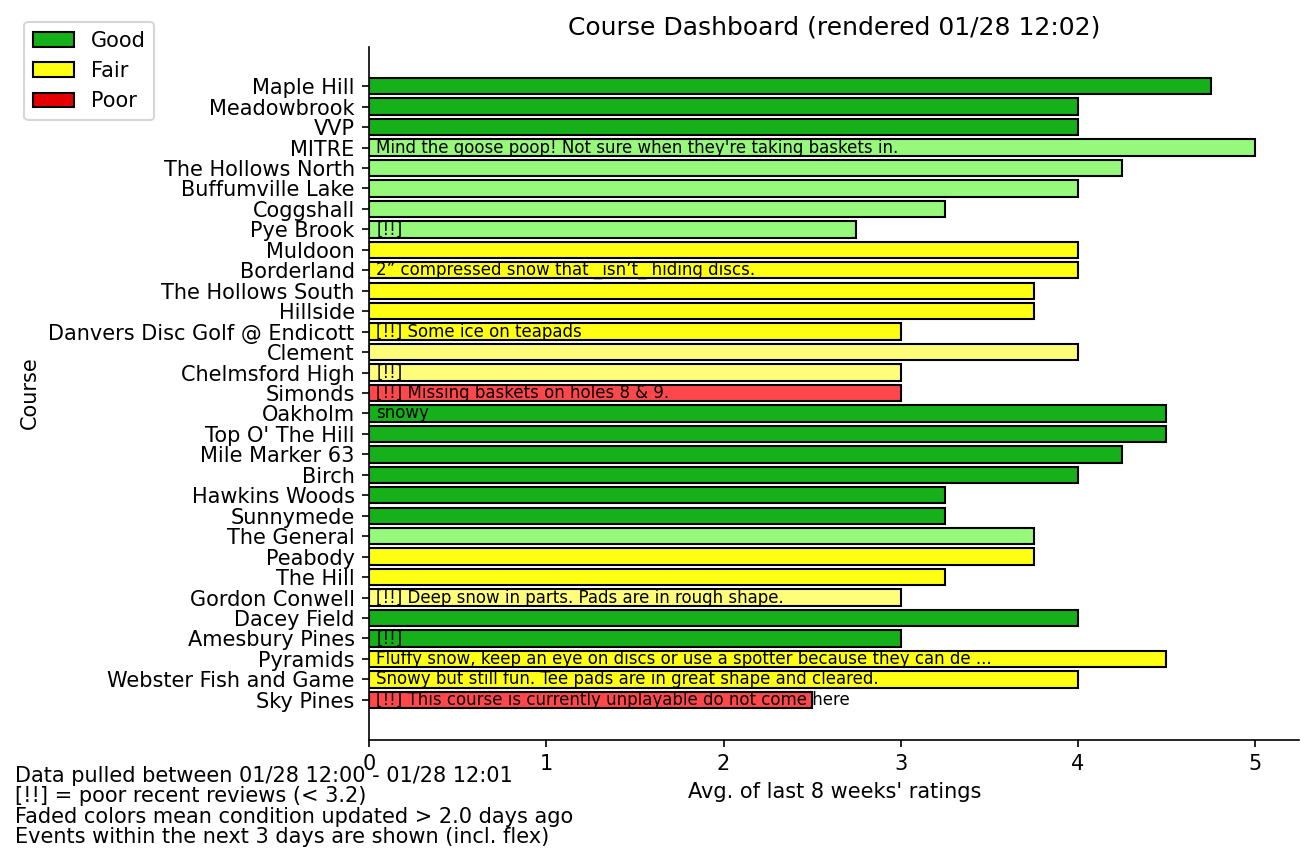 Course Dashboard (rendered 01/28 12:02)
Good
Fair
Poor
Maple Hill
Meadowbrook
VVP
MITRE Mind the goose poop! Not sure when they're taking baskets in.
The Hollows North
Buffumville Lake
Coggshall
Pye Brook [!!]
Muldoon
Borderland 2” compressed snow that _isn’t_ hiding discs.
The Hollows South
Hillside
Danvers Disc Golf @ Endicott [!!] Some ice on teapads
Clement
Chelmsford High [!!]
Simonds [!!] Missing baskets on holes 8 & 9.
Oakholm snowy
Top O' The Hill
Mile Marker 63
Birch
Hawkins Woods
Sunnymede
The General
Peabody
The Hill
Gordon Conwell [!!] Deep snow in parts. Pads are in rough shape.
Dacey Field
Amesbury Pines [!!]
Pyramids Fluffy snow, keep an eye on discs or use a spotter because they can de ...
Webster Fish and Game Snowy but still fun. Tee pads are in great shape and cleared.
Sky Pines [!!] This course is currently unplayable do not come here
Course
0 1 2 3 4 5
Avg. of last 8 weeks' ratings
Data pulled between 01/28 12:00 - 01/28 12:01
[!!] = poor recent reviews (< 3.2)
Faded colors mean condition updated > 2.0 days ago
Events within the next 3 days are shown (incl. flex)